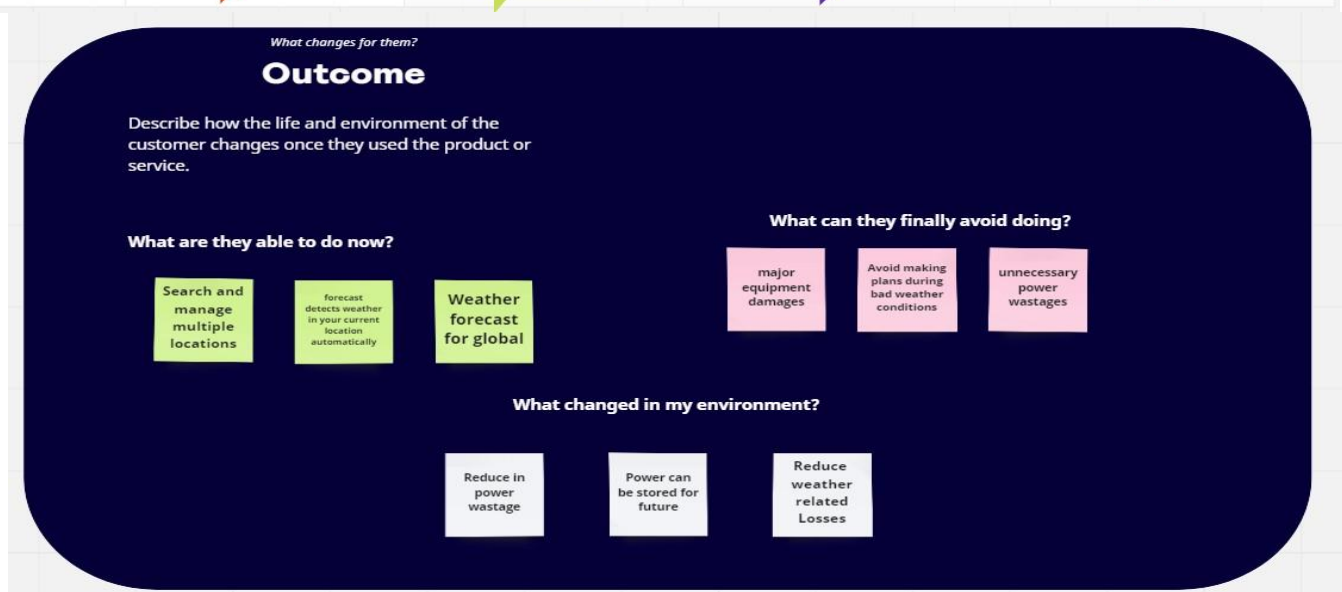 What changes for them?
Outcome
Describe how the life and environment of the
customer changes once they used the product or
service.
What are they able to do now?
Search and
manage
multiple
locations
forecast
detects weather
in your current
location
automatically
Weather
forecast
for global
What can they finally avoid doing?
major
equipment
damages
Avoid making
plans during
bad weather
conditions
unnecessary
power
wastages
What changed in my environment?
Reduce in
power
wastage
Power can
be stored for
future
Reduce
weather
related
Losses